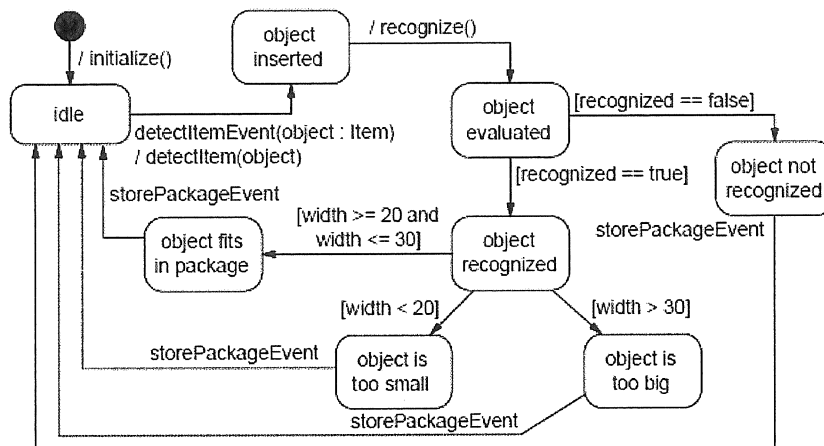 object
inserted
/ recognize()
/ initialize()
idle
detectItemEvent(object : Item)
/ detectItem(object)
object
evaluated
[recognized == false]
object not
recognized
[recognized == true]
storePackageEvent
[width >= 20 and
width <= 30]
object fits
in package
object
recognized
storePackageEvent
[width < 20]
[width > 30]
storePackageEvent
object is
too small
object is
too big
storePackageEvent